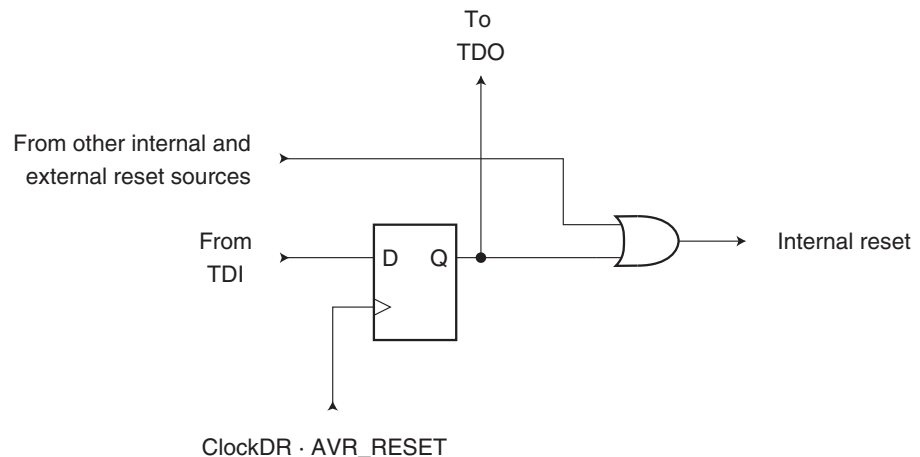 To
TDO
From other internal and
external reset sources
From
TDI
D
Q
Internal reset
ClockDR · AVR_RESET